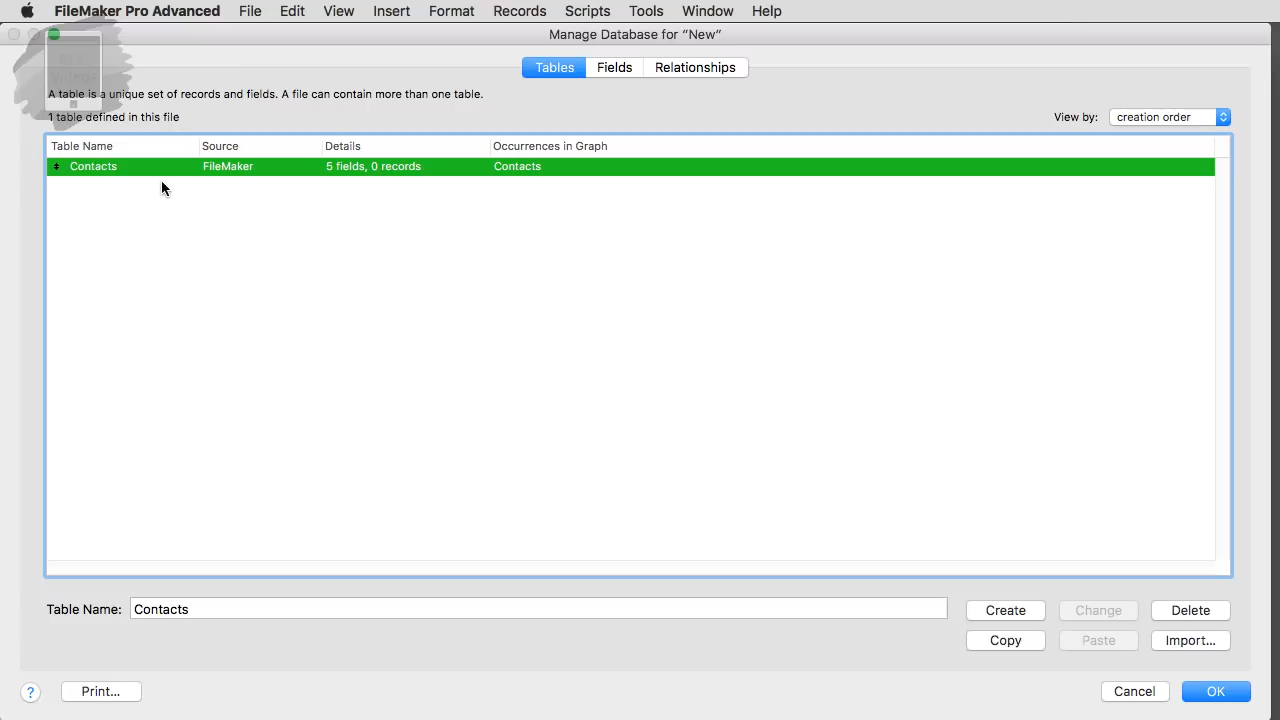 FileMaker Pro Advanced File Edit View Insert Format Records Scripts Tools Window Help
Manage Database for “New”
Tables Fields Relationships
A table is a unique set of records and fields. A file can contain more than one table.
1 table defined in this file View by: creation order
Table Name Source Details Occurrences in Graph
Contacts FileMaker 5 fields, 0 records Contacts
Table Name: Contacts Create Change Delete
Copy Paste Import...
? Print... Cancel OK